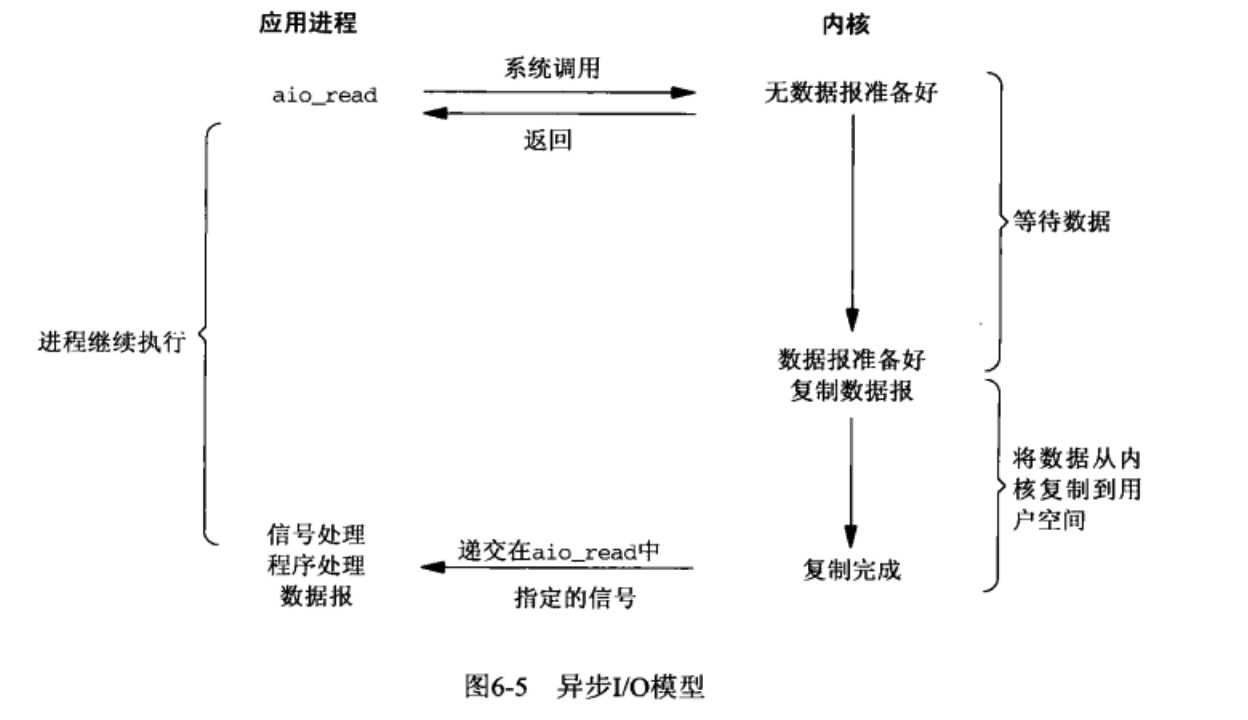 应用进程
内核
系统调用
aio_read
无数据报准备好
返回
等待数据
进程继续执行
数据报准备好
复制数据报
将数据从内
核复制到用
户空间
信号处理
程序处理
数据报
递交在aio_read中
指定的信号
复制完成
图6-5 异步I/O模型